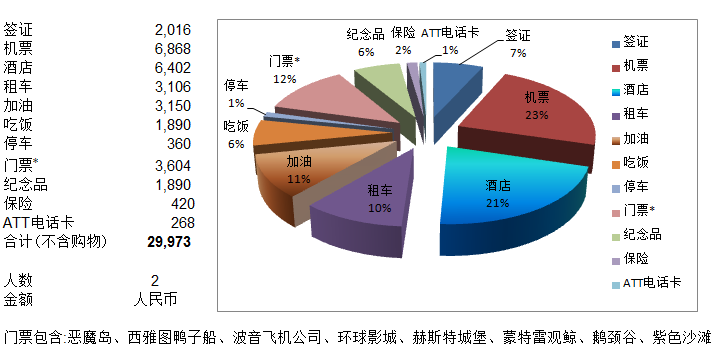 签证 2,016
机票 6,868
酒店 6,402
租车 3,106
加油 3,150
吃饭 1,890
停车 360
门票* 3,604
纪念品 1,890
保险 420
ATT电话卡 268
合计(不含购物) 29,973
人数 2
金额 人民币
签证
7%
机票
23%
酒店
21%
租车
10%
加油
11%
吃饭
6%
停车
1%
门票*
12%
纪念品
6%
保险
2%
ATT电话卡
1%
签证
机票
酒店
租车
加油
吃饭
停车
门票*
纪念品
保险
ATT电话卡
门票包含:恶魔岛、西雅图鸭子船、波音飞机公司、环球影城、赫斯特城堡、蒙特雷观鲸、鹅颈谷、紫色沙滩